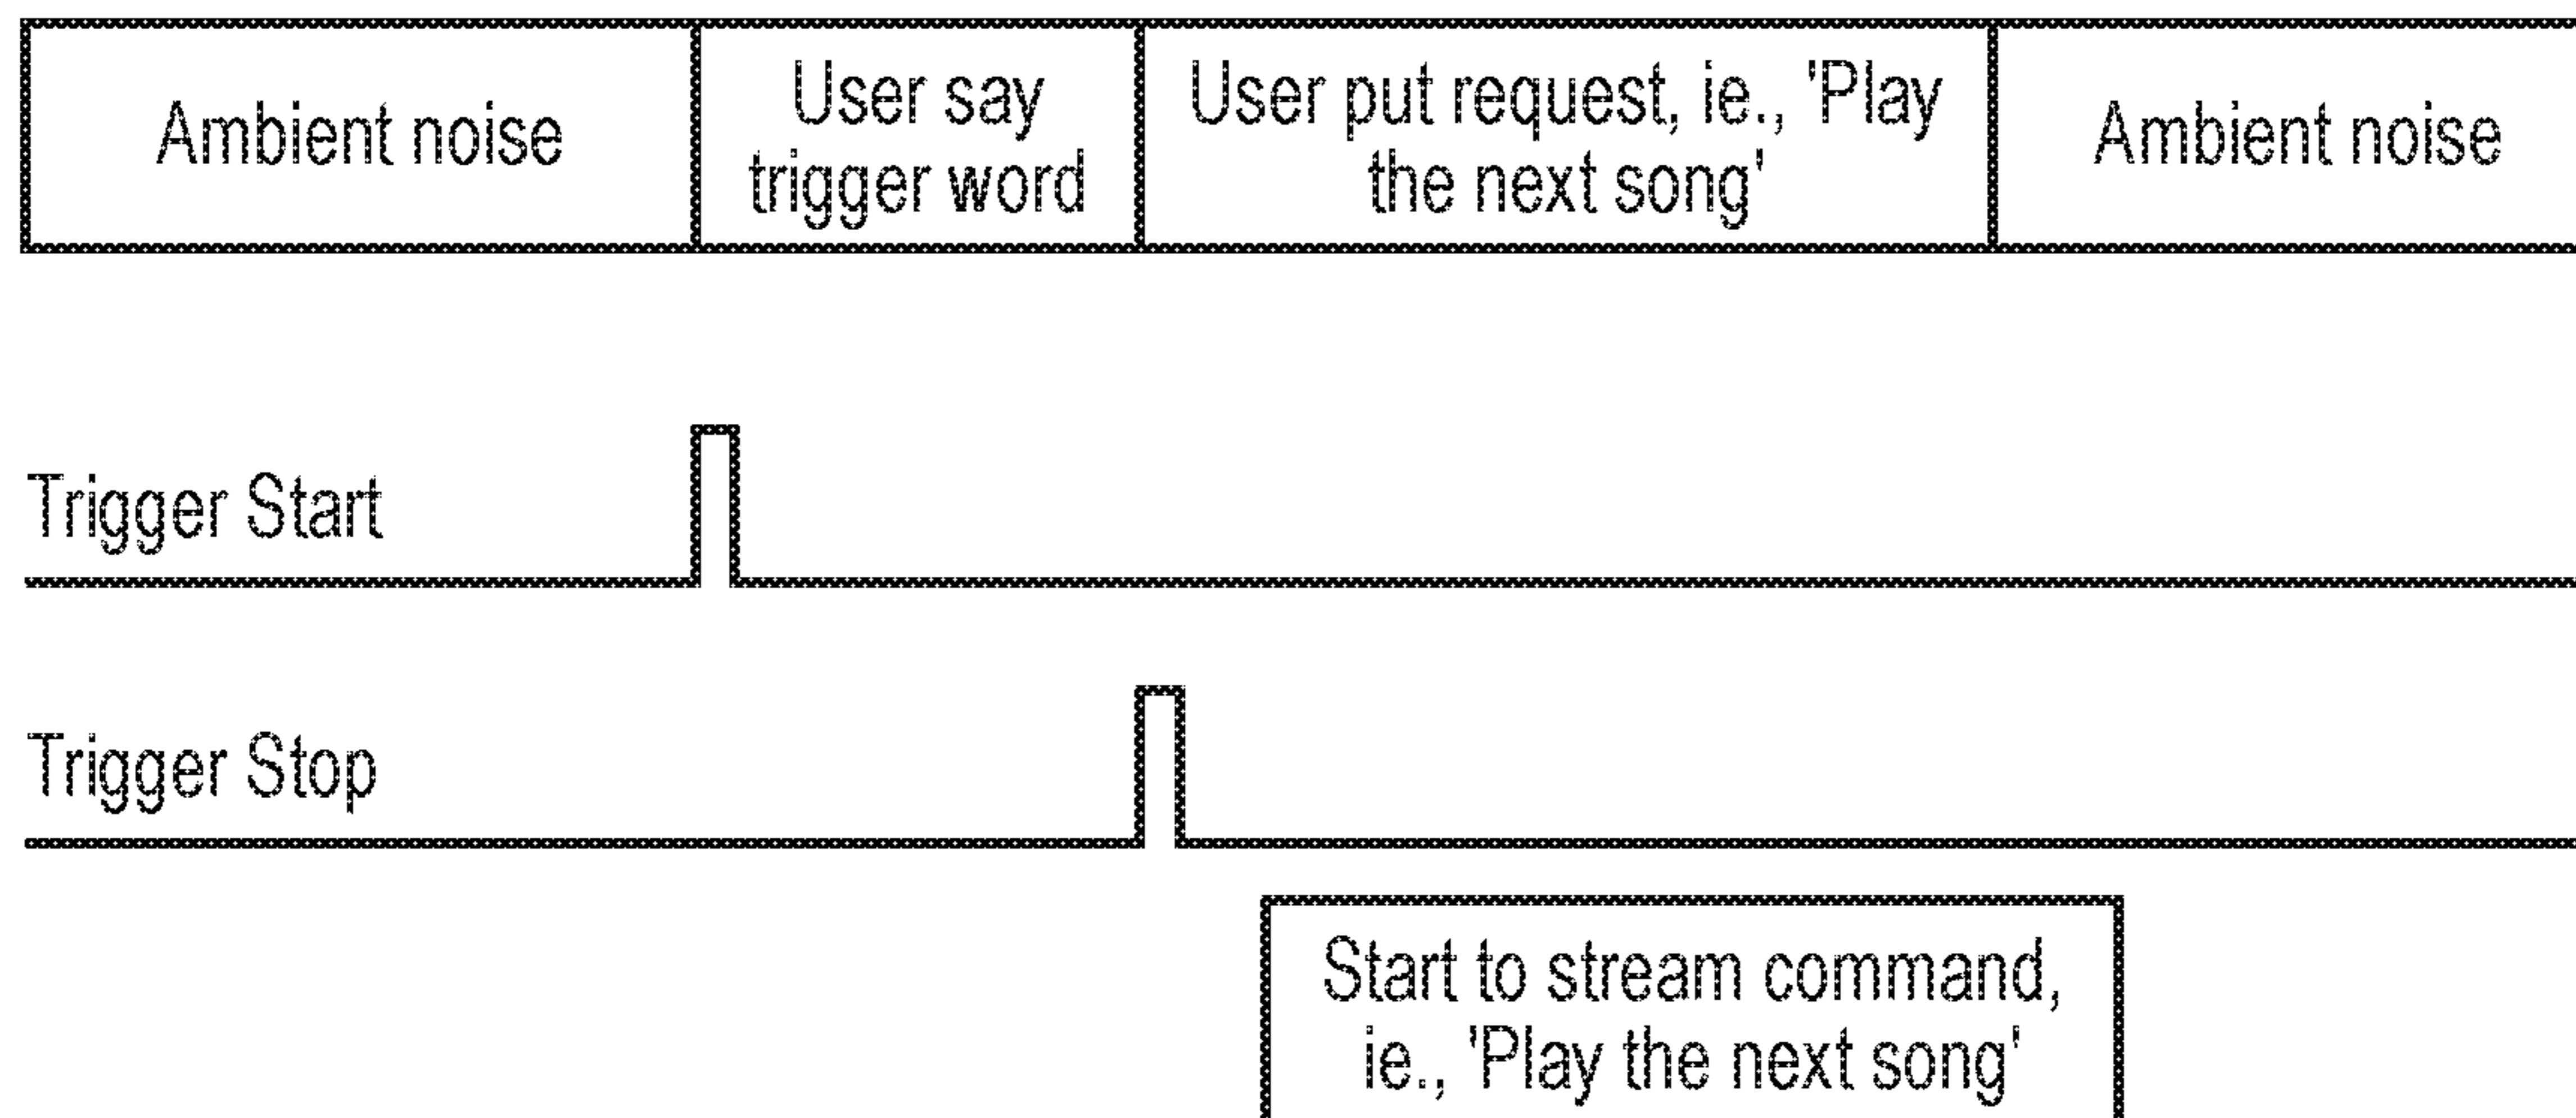 Ambient noise
User say
trigger word
User put request, ie., 'Play
the next song'
Ambient noise
Trigger Start
Trigger Stop
Start to stream command,
ie., 'Play the next song'